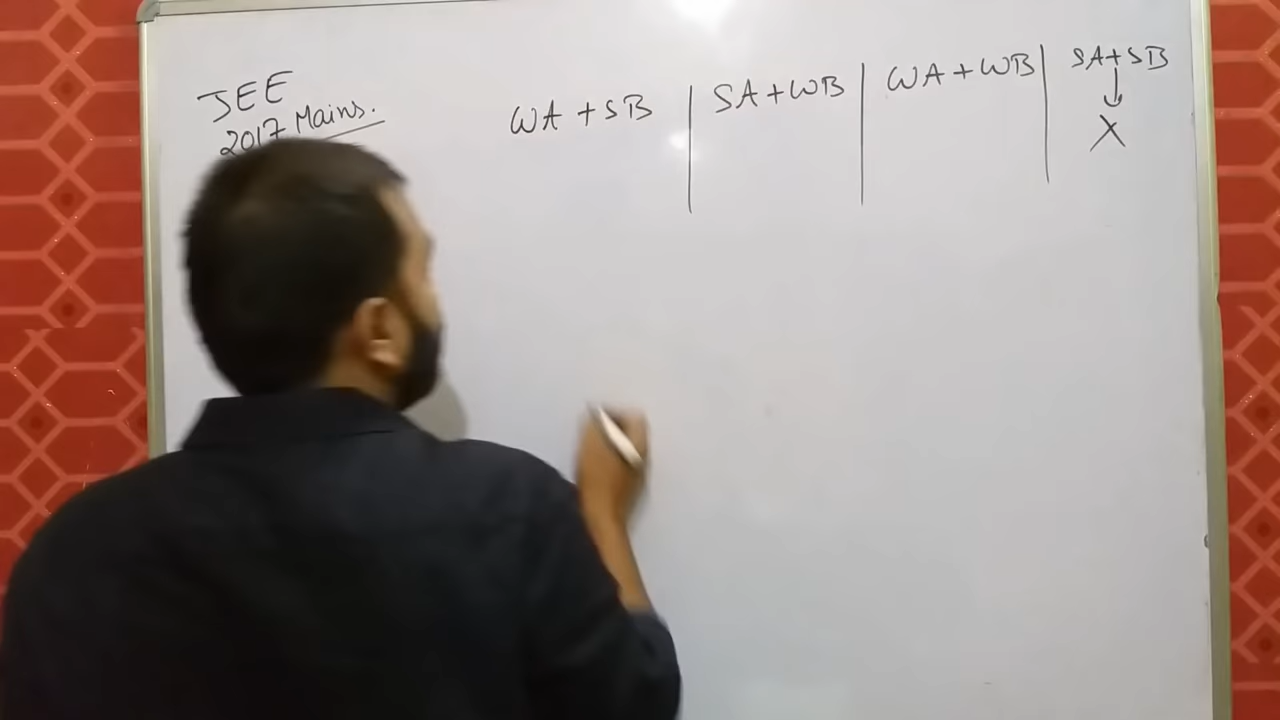 JEE
2017 Mains.
WA + SB
SA + WB
WA + WB
SA + SB
↓
X